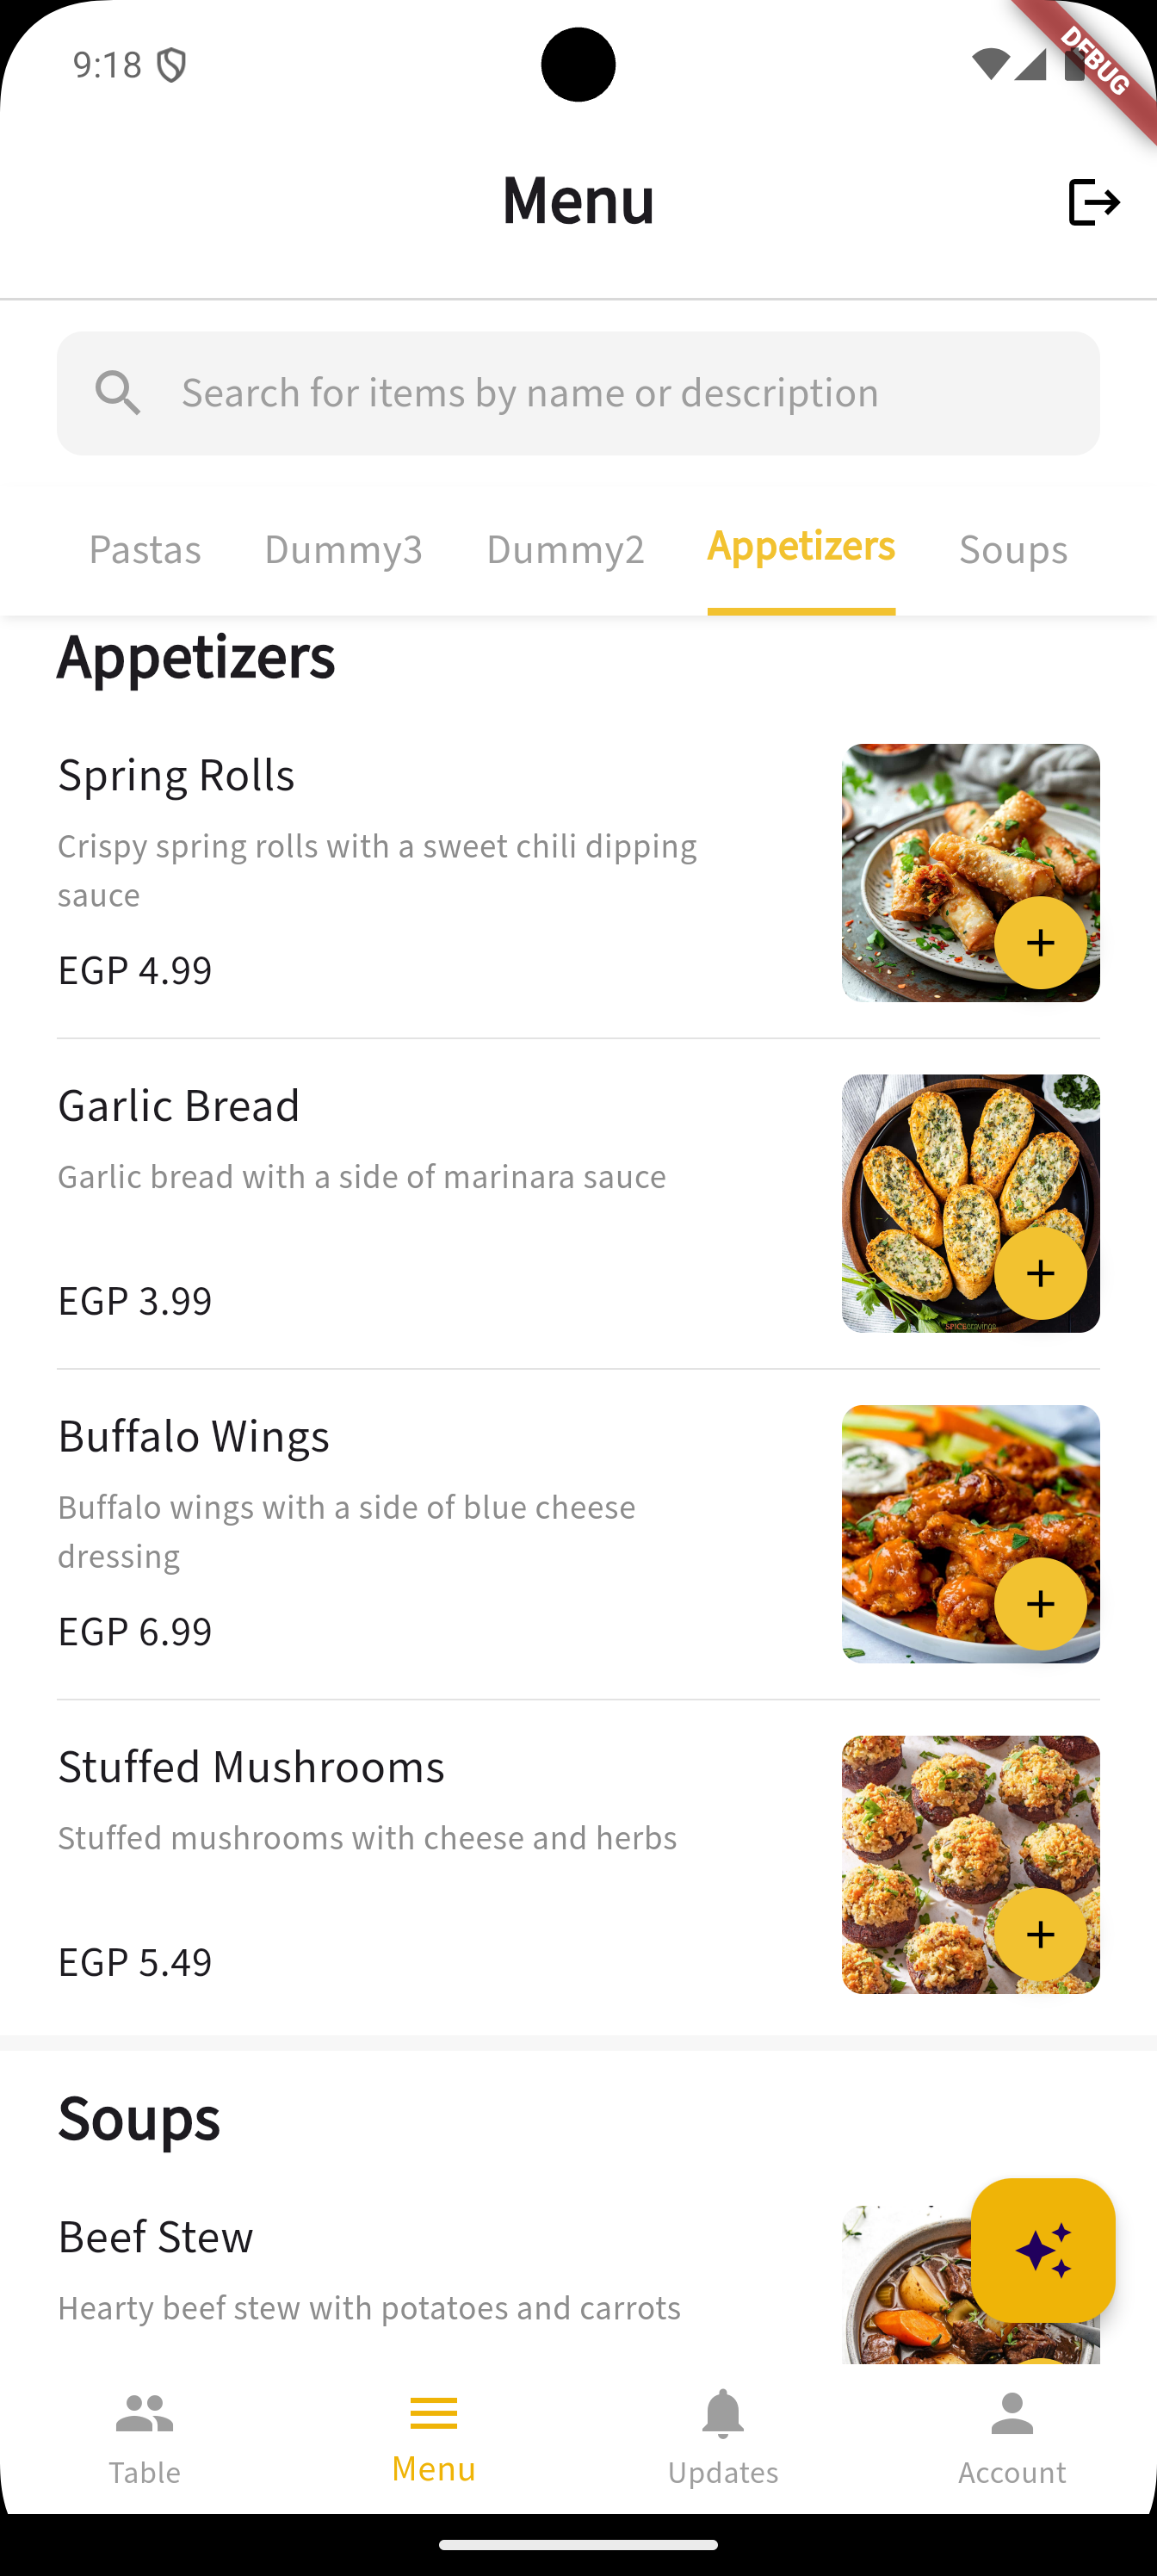 9:18
DEBUG
Menu
Search for items by name or description
Pastas Dummy3 Dummy2 Appetizers Soups
Appetizers
Spring Rolls
Crispy spring rolls with a sweet chili dipping
sauce
EGP 4.99
Garlic Bread
Garlic bread with a side of marinara sauce
EGP 3.99
SPICEcravings
Buffalo Wings
Buffalo wings with a side of blue cheese
dressing
EGP 6.99
Stuffed Mushrooms
Stuffed mushrooms with cheese and herbs
EGP 5.49
Soups
Beef Stew
Hearty beef stew with potatoes and carrots
Table Menu Updates Account